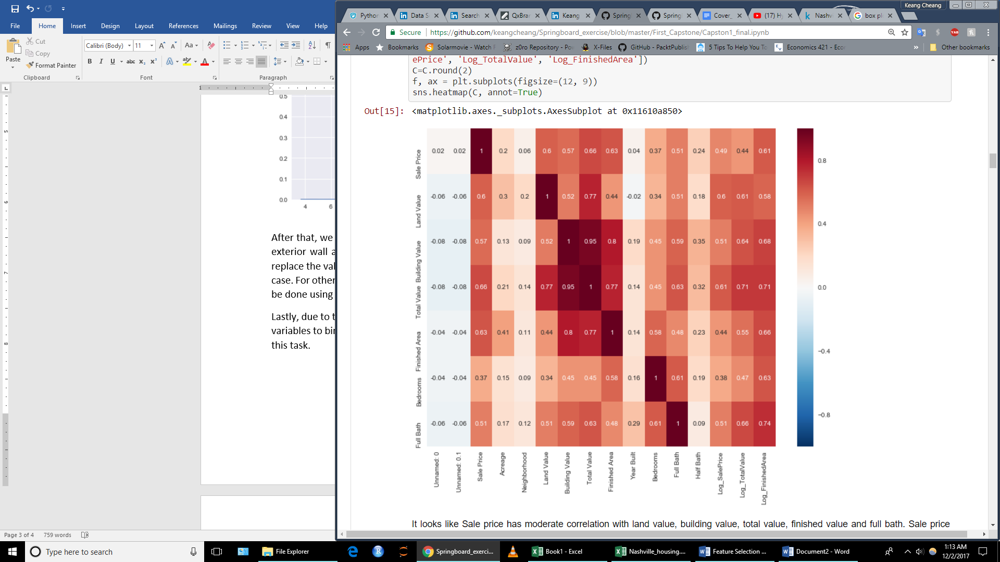 File Home Insert Design Layout References Mailings Review View Help
Paste
Cut
Copy
Format Painter
Calibri (Body) 11
Clipboard Font Paragraph
0.5
0.4
0.3
0.2
0.1
0.0
4 6
After that, we
exterior wall a
replace the val
case. For other
be done using
Lastly, due to t
variables to bin
this task.
Page 3 of 4 759 words
Keang Cheang
Python Data S Search QxBran Keang Spring Spring Cover_ (17) Hy Nashvi box pl
Secure https://github.com/keangcheang/Springboard_exercise/blob/master/First_Capstone/Capston1_final.ipynb
Apps Bookmarks Solarmovie - Watch F z0ro Repository - Pow X-Files GitHub - PacktPublish 5 Tips To Help You To Economics 421 - Econ » Other bookmarks
ePrice', 'Log_TotalValue', 'Log_FinishedArea'])
C=C.round(2)
f, ax = plt.subplots(figsize=(12, 9))
sns.heatmap(C, annot=True)
Out[15]: <matplotlib.axes._subplots.AxesSubplot at 0x11610a850>
Sale Price 0.02 0.02 1 0.2 0.06 0.6 0.57 0.66 0.63 0.04 0.37 0.51 0.24 0.49 0.44 0.61
Land Value -0.06 -0.06 0.6 0.3 0.2 1 0.52 0.77 0.44 -0.02 0.34 0.51 0.18 0.6 0.61 0.58
Building Value -0.08 -0.08 0.57 0.13 0.09 0.52 1 0.95 0.8 0.19 0.45 0.59 0.35 0.51 0.64 0.68
Total Value -0.08 -0.08 0.66 0.21 0.14 0.77 0.95 1 0.77 0.14 0.45 0.63 0.32 0.61 0.71 0.71
Finished Area -0.04 -0.04 0.63 0.41 0.11 0.44 0.8 0.77 1 0.14 0.58 0.48 0.23 0.44 0.55 0.66
Bedrooms -0.04 -0.04 0.37 0.15 0.09 0.34 0.45 0.45 0.58 0.16 1 0.61 0.19 0.38 0.47 0.63
Full Bath -0.06 -0.06 0.51 0.17 0.12 0.51 0.59 0.63 0.48 0.29 0.61 1 0.09 0.51 0.66 0.74
Unnamed: 0 Unnamed: 0.1 Sale Price Acreage Neighborhood Land Value Building Value Total Value Finished Area Year Built Bedrooms Full Bath Half Bath Log_SalePrice Log_TotalValue Log_FinishedArea
0.8
0.4
0.0
−0.4
−0.8
It looks like Sale price has moderate correlation with land value, building value, total value, finished value and full bath. Sale price
Type here to search
File Explorer
Springboard_exerci...
Book1 - Excel
Nashville_housing....
Feature Selection ...
Document2 - Word
1:13 AM
12/2/2017